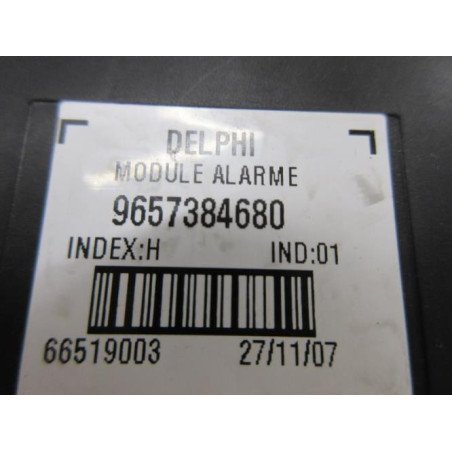 DELPHI
MODULE ALARME
9657384680
INDEX:H IND:01
66519003 27/11/07